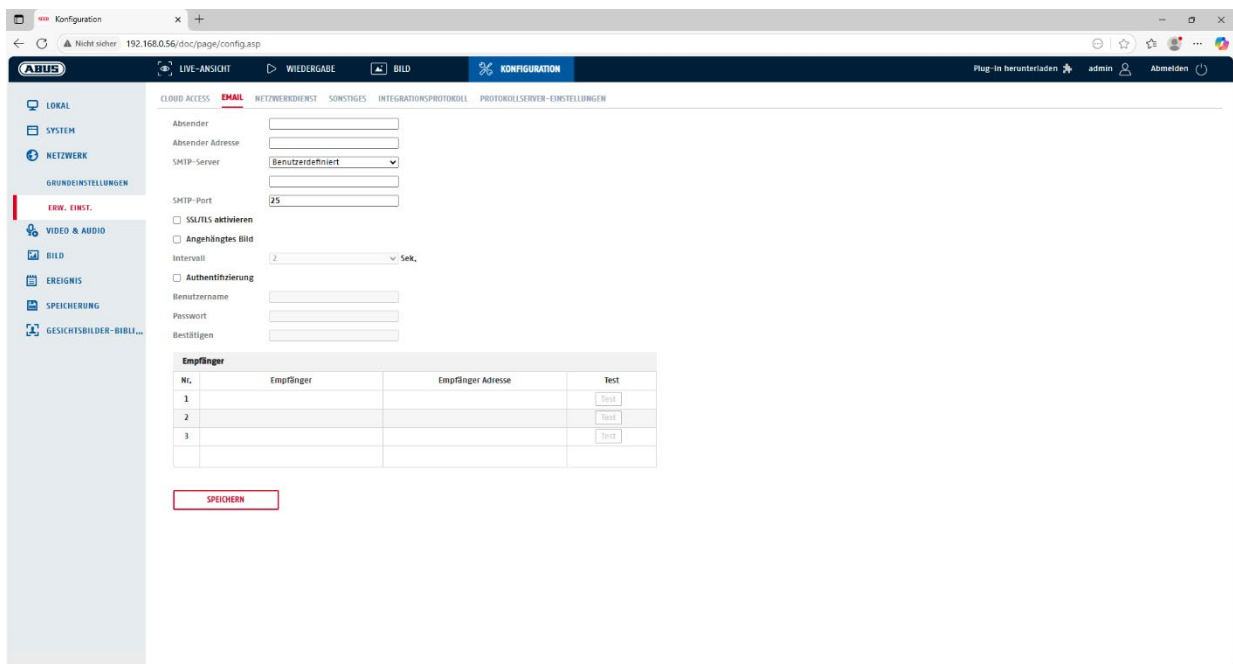 Konfiguration
Nicht sicher 192.168.0.56/doc/page/config.asp
ABUS LIVE-ANSICHT WIEDERGABE BILD KONFIGURATION Plug-In herunterladen admin Abmelden
LOKAL
SYSTEM
NETZWERK
GRUNDEINSTELLUNGEN
ERW. EINST.
VIDEO & AUDIO
BILD
EREIGNIS
SPEICHERUNG
GESICHTSBILDER-BIBLI...
CLOUD ACCESS EMAIL NETZWERKDIENST SONSTIGES INTEGRATIONSPROTOKOLL PROTOKOLLSERVER-EINSTELLUNGEN
Absender
Absender Adresse
SMTP-Server Benutzerdefiniert
SMTP-Port 25
SSL/TLS aktivieren
Angehängtes Bild
Intervall 2 Sek.
Authentifizierung
Benutzername
Passwort
Bestätigen
Empfänger
Nr. Empfänger Empfänger Adresse Test
1 Test
2 Test
3 Test
SPEICHERN